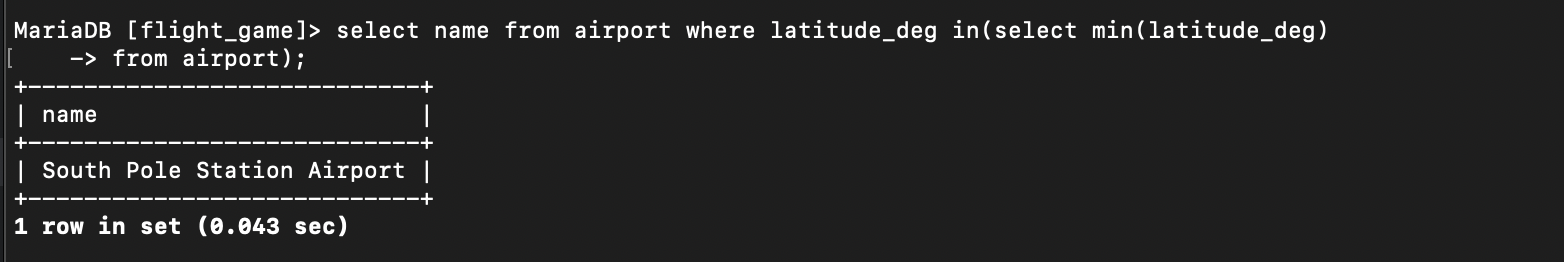 MariaDB [flight_game]> select name from airport where latitude_deg in(select min(latitude_deg)
[    -> from airport);
+----------------------------+
| name                       |
+----------------------------+
| South Pole Station Airport |
+----------------------------+
1 row in set (0.043 sec)